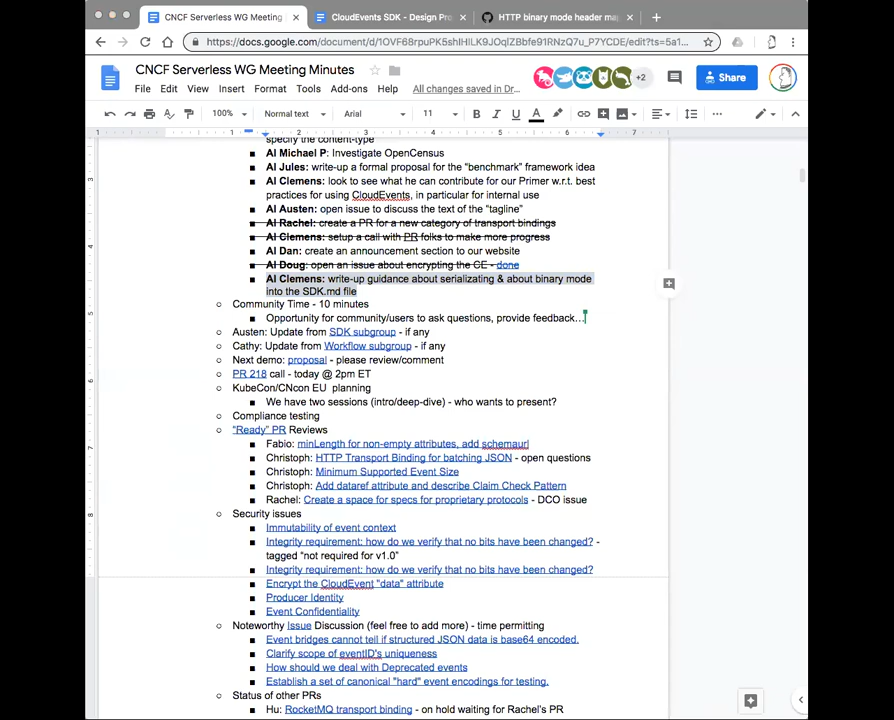 CNCF Serverless WG Meeting
CloudEvents SDK - Design Pro
HTTP binary mode header ma
https://docs.google.com/document/d/1OVF68rpuPK5shIHILK9JOqlZBbfe91RNzQ7u_P7YCDE/edit?ts=5a1...
CNCF Serverless WG Meeting Minutes
File Edit View Insert Format Tools Add-ons Help All changes saved in Dr...
+2
Share
100% Normal text Arial 11 B I U A
1 1 2 3 4 5 6 7
specify the content-type
AI Michael P: Investigate OpenCensus
AI Jules: write-up a formal proposal for the “benchmark” framework idea
AI Clemens: look to see what he can contribute for our Primer w.r.t. best
practices for using CloudEvents, in particular for internal use
AI Austen: open issue to discuss the text of the “tagline”
AI Rachel: create a PR for a new category of transport bindings
AI Clemens: setup a call with PR folks to make more progress
AI Dan: create an announcement section to our website
AI Doug: open an issue about encrypting the CE - done
AI Clemens: write-up guidance about serializating & about binary mode
into the SDK.md file
Community Time - 10 minutes
Opportunity for community/users to ask questions, provide feedback...
Austen: Update from SDK subgroup - if any
Cathy: Update from Workflow subgroup - if any
Next demo: proposal - please review/comment
PR 218 call - today @ 2pm ET
KubeCon/CNcon EU planning
We have two sessions (intro/deep-dive) - who wants to present?
Compliance testing
“Ready” PR Reviews
Fabio: minLength for non-empty attributes, add schemaurl
Christoph: HTTP Transport Binding for batching JSON - open questions
Christoph: Minimum Supported Event Size
Christoph: Add dataref attribute and describe Claim Check Pattern
Rachel: Create a space for specs for proprietary protocols - DCO issue
Security issues
Immutability of event context
Integrity requirement: how do we verify that no bits have been changed? -
tagged “not required for v1.0”
Integrity requirement: how do we verify that no bits have been changed?
Encrypt the CloudEvent "data" attribute
Producer Identity
Event Confidentiality
Noteworthy Issue Discussion (feel free to add more) - time permitting
Event bridges cannot tell if structured JSON data is base64 encoded.
Clarify scope of eventID's uniqueness
How should we deal with Deprecated events
Establish a set of canonical "hard" event encodings for testing.
Status of other PRs
Hu: RocketMQ transport binding - on hold waiting for Rachel's PR
3
4
5
6
7
8